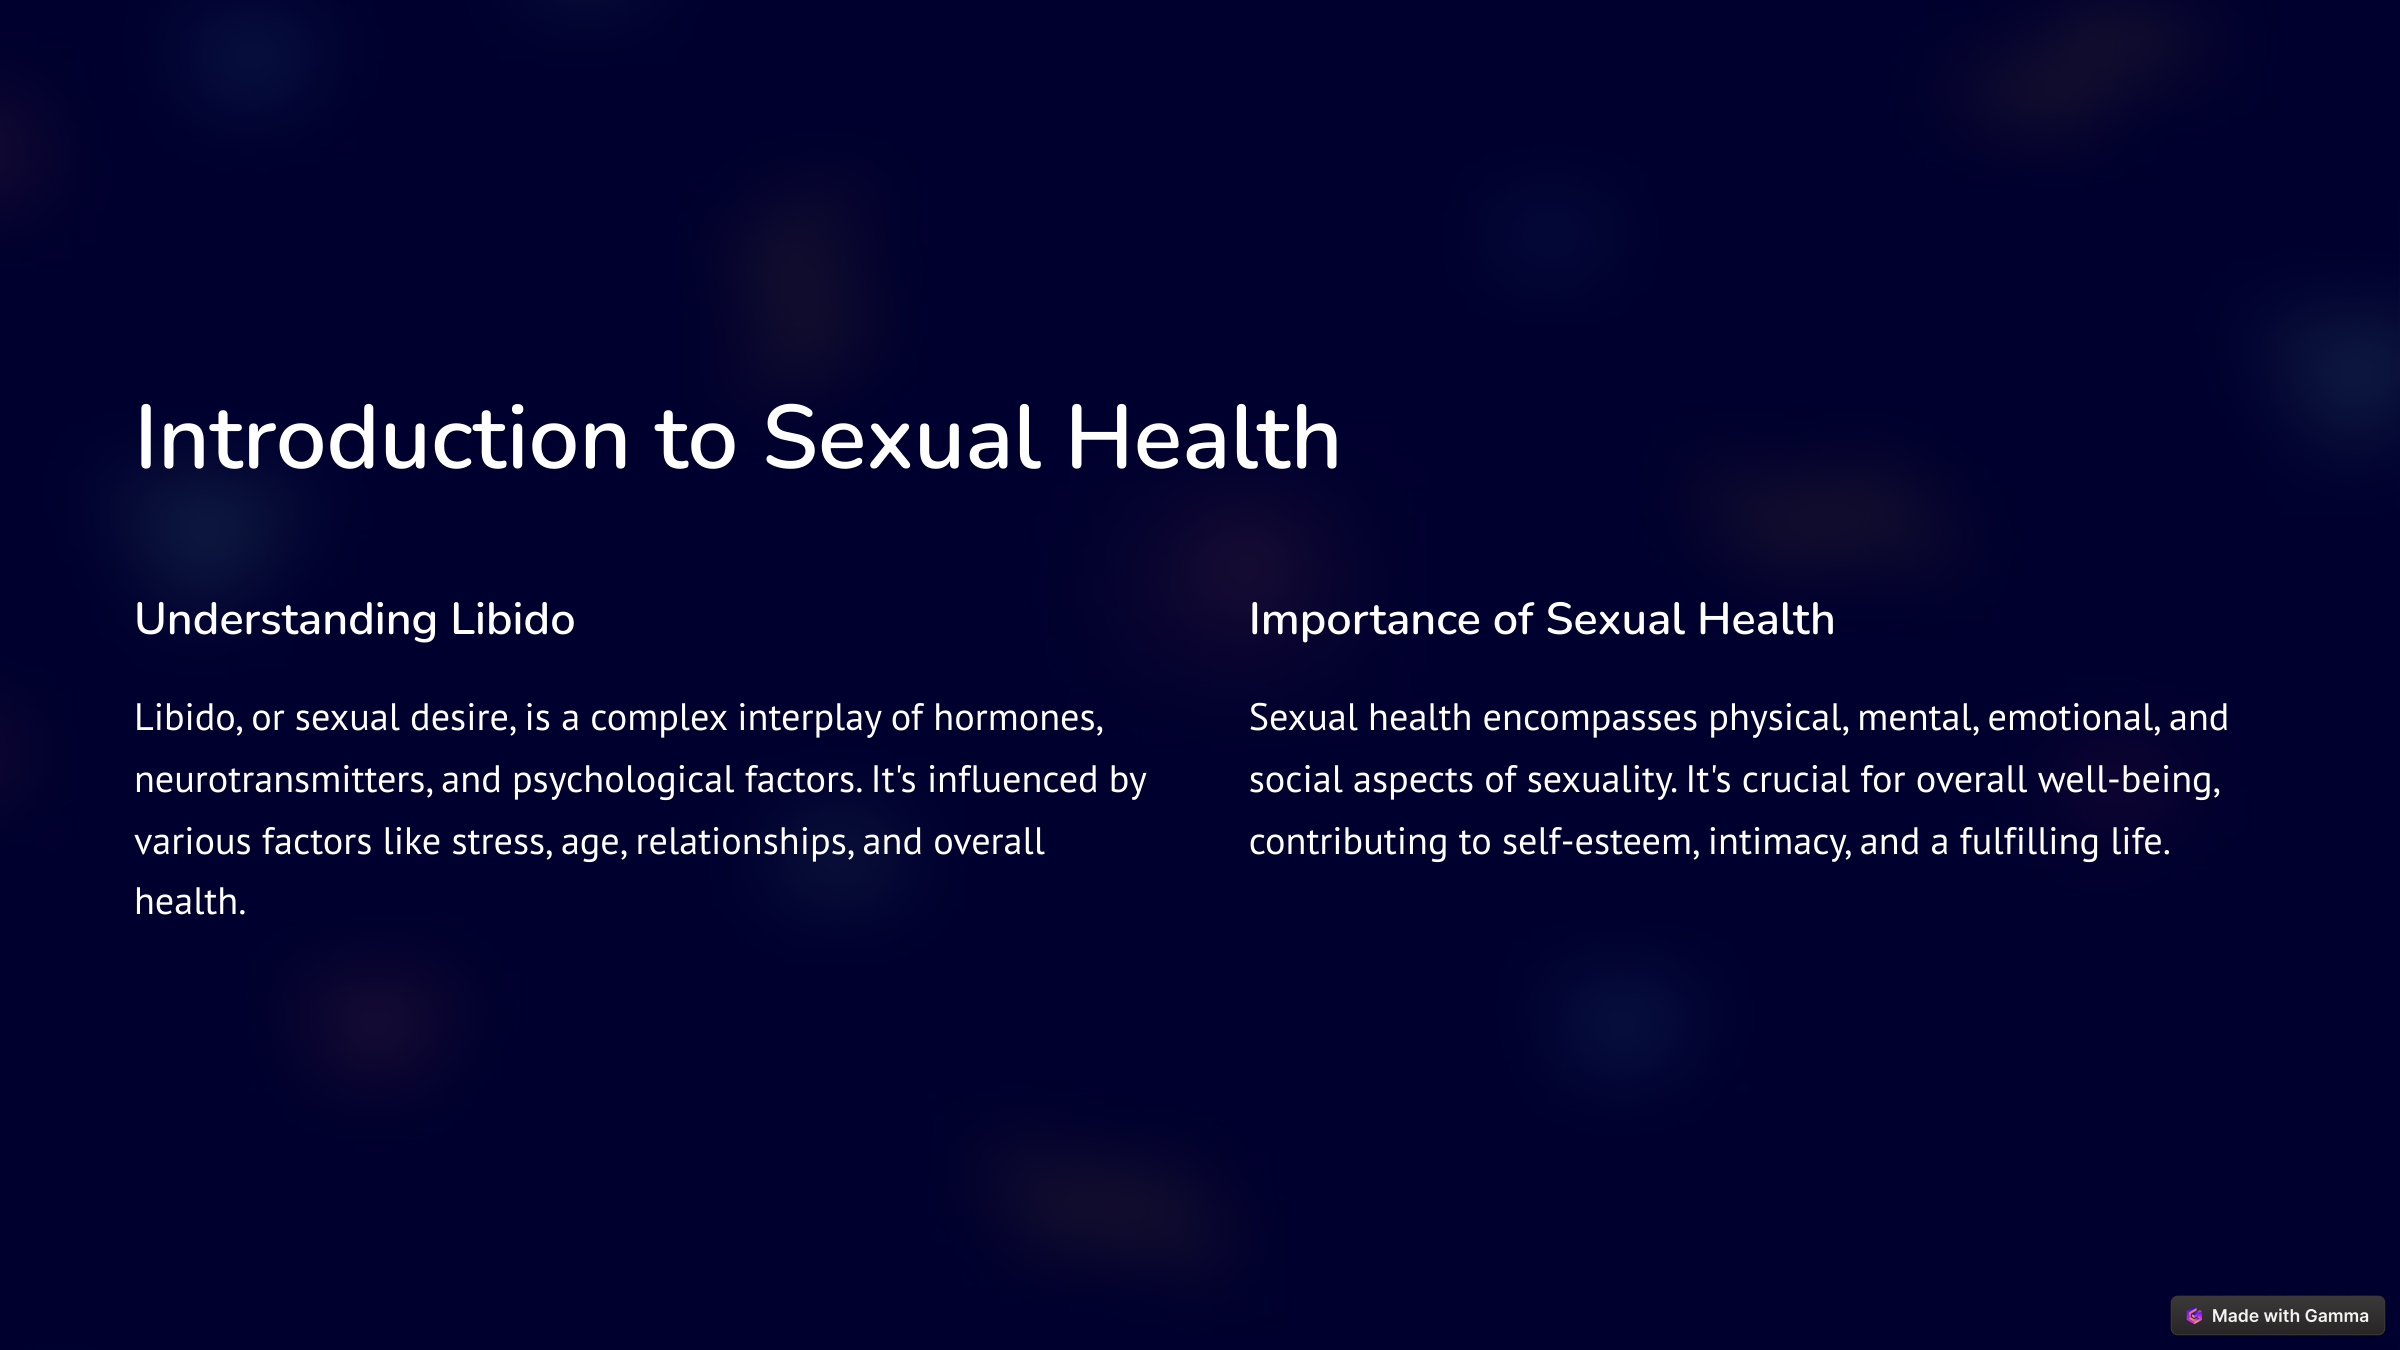 Introduction to Sexual Health
Understanding Libido
Libido, or sexual desire, is a complex interplay of hormones,
neurotransmitters, and psychological factors. It's influenced by
various factors like stress, age, relationships, and overall
health.
Importance of Sexual Health
Sexual health encompasses physical, mental, emotional, and
social aspects of sexuality. It's crucial for overall well-being,
contributing to self-esteem, intimacy, and a fulfilling life.
Made with Gamma